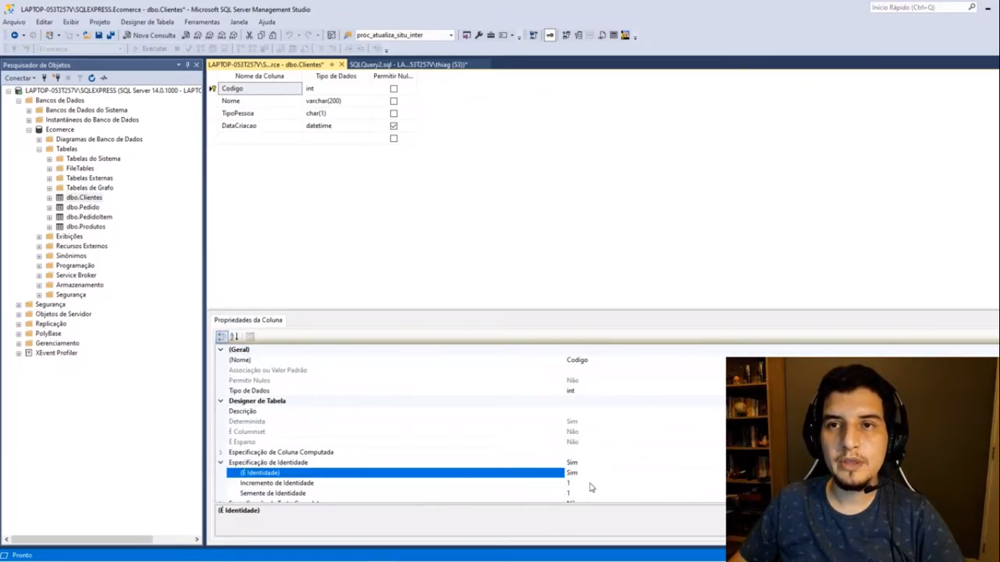 LAPTOP-053T257V\SQLEXPRESS.Ecomerce - dbo.Clientes* - Microsoft SQL Server Management Studio
Início Rápido (Ctrl+Q)
Arquivo Editar Exibir Projeto Designer de Tabela Ferramentas Janela Ajuda
Nova Consulta proc_atualiza_situ_inter
Ecomerce Executar
Pesquisador de Objetos
Conectar
LAPTOP-053T257V\SQLEXPRESS (SQL Server 14.0.1000 - LAPTC
Bancos de Dados
Bancos de Dados do Sistema
Instantâneos do Banco de Dados
Ecomerce
Diagramas de Banco de Dados
Tabelas
Tabelas do Sistema
FileTables
Tabelas Externas
Tabelas de Grafo
dbo.Clientes
dbo.Pedido
dbo.PedidoItem
dbo.Produtos
Exibições
Recursos Externos
Sinônimos
Programação
Service Broker
Armazenamento
Segurança
Segurança
Objetos de Servidor
Replicação
PolyBase
Gerenciamento
XEvent Profiler
LAPTOP-053T257V\S...rce - dbo.Clientes* SQLQuery2.sql - LA...53T257V\thiag (53))*
Nome da Coluna Tipo de Dados Permitir Nul...
Codigo int
Nome varchar(200)
TipoPessoa char(1)
DataCriacao datetime
Propriedades da Coluna
(Geral)
(Nome) Codigo
Associação ou Valor Padrão
Permitir Nulos Não
Tipo de Dados int
Designer de Tabela
Descrição
Determinista Sim
É Columnset Não
É Esparso Não
Especificação de Coluna Computada
Especificação de Identidade Sim
(É Identidade) Sim
Incremento de Identidade 1
Semente de Identidade 1
(É Identidade)
Pronto